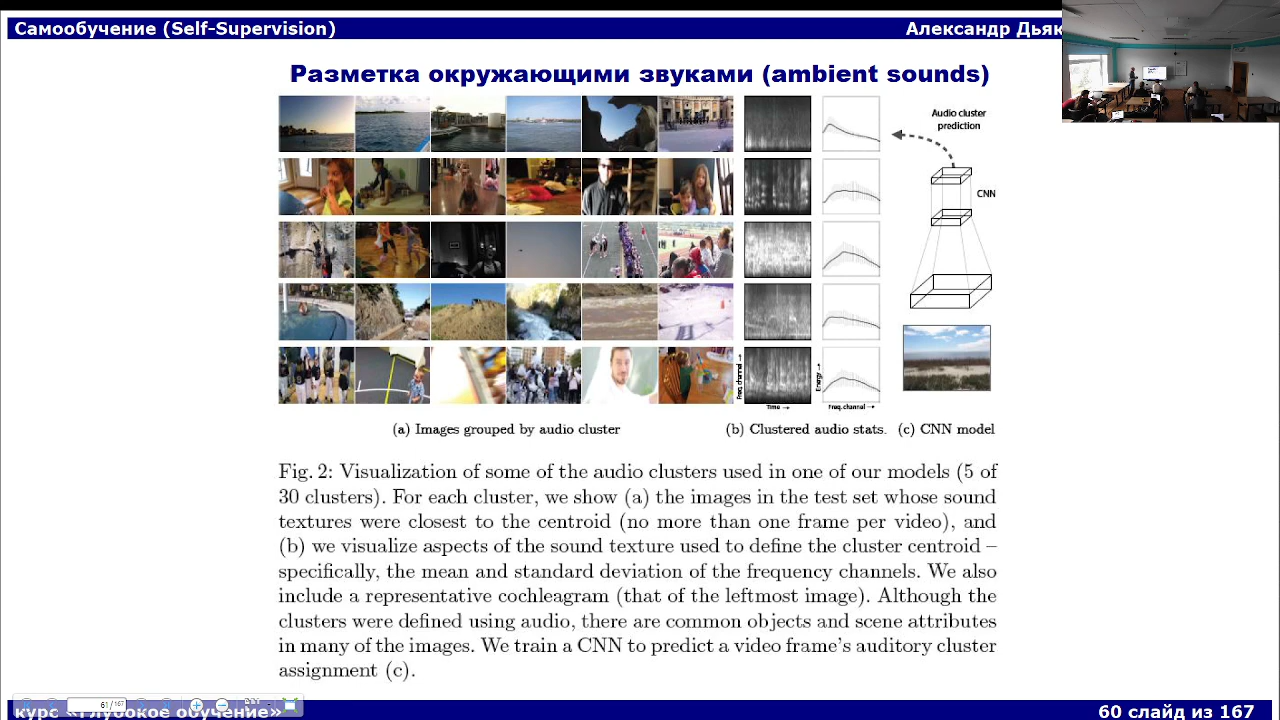 Самообучение (Self-Supervision)
Александр Дьяк
Разметка окружающими звуками (ambient sounds)
Audio cluster
prediction
CNN
Freq. channel →
Time →
Energy →
Freq. channel →
(a) Images grouped by audio cluster
(b) Clustered audio stats.
(c) CNN model
Fig. 2: Visualization of some of the audio clusters used in one of our models (5 of
30 clusters). For each cluster, we show (a) the images in the test set whose sound
textures were closest to the centroid (no more than one frame per video), and
(b) we visualize aspects of the sound texture used to define the cluster centroid –
specifically, the mean and standard deviation of the frequency channels. We also
include a representative cochleagram (that of the leftmost image). Although the
clusters were defined using audio, there are common objects and scene attributes
in many of the images. We train a CNN to predict a video frame's auditory cluster
assignment (c).
61 / 167
курс «Глубокое обучение»
60 слайд из 167